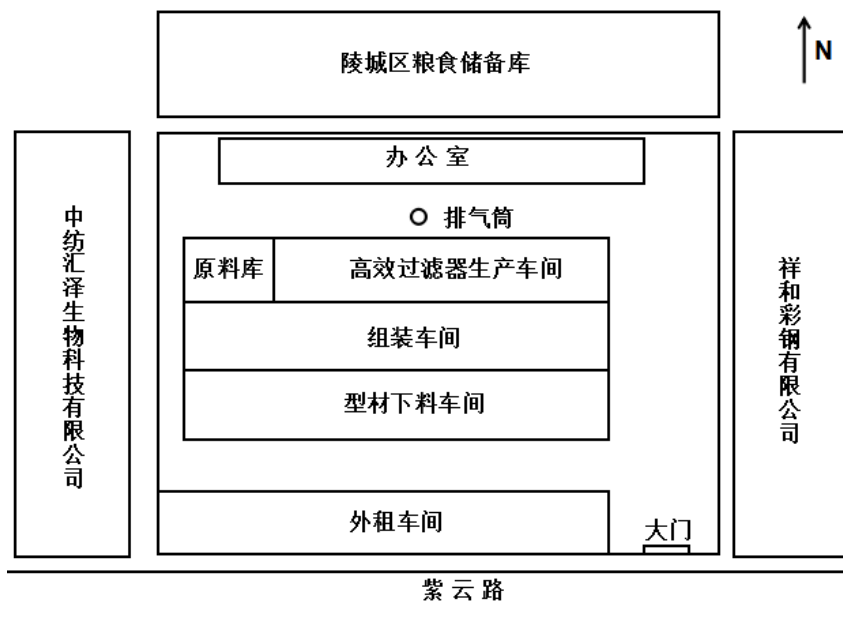 陵城区粮食储备库
N
办公室
排气筒
中纺汇泽生物科技有限公司
原料库
高效过滤器生产车间
祥和彩钢有限公司
组装车间
型材下料车间
外租车间
大门
紫云路